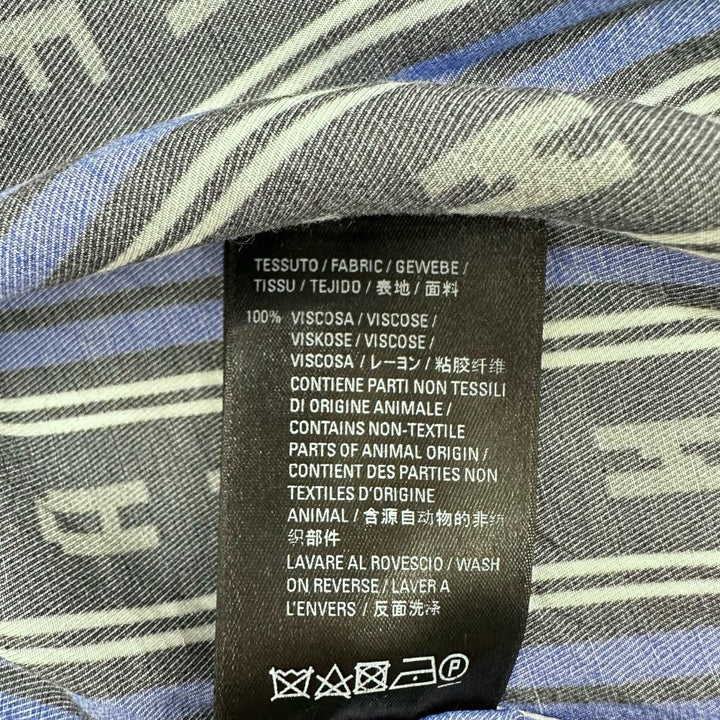 TESSUTO / FABRIC / GEWEBE /
TISSU / TEJIDO / 表地 / 面料
100% VISCOSA / VISCOSE /
VISKOSE / VISCOSE /
VISCOSA / レーヨン / 粘胶纤维
CONTIENE PARTI NON TESSILI
DI ORIGINE ANIMALE /
CONTAINS NON-TEXTILE
PARTS OF ANIMAL ORIGIN /
CONTIENT DES PARTIES NON
TEXTILES D'ORIGINE
ANIMAL / 含源自动物的非纺
织部件
LAVARE AL ROVESCIO / WASH
ON REVERSE / LAVER A
L'ENVERS / 反面洗涤
P
A
H